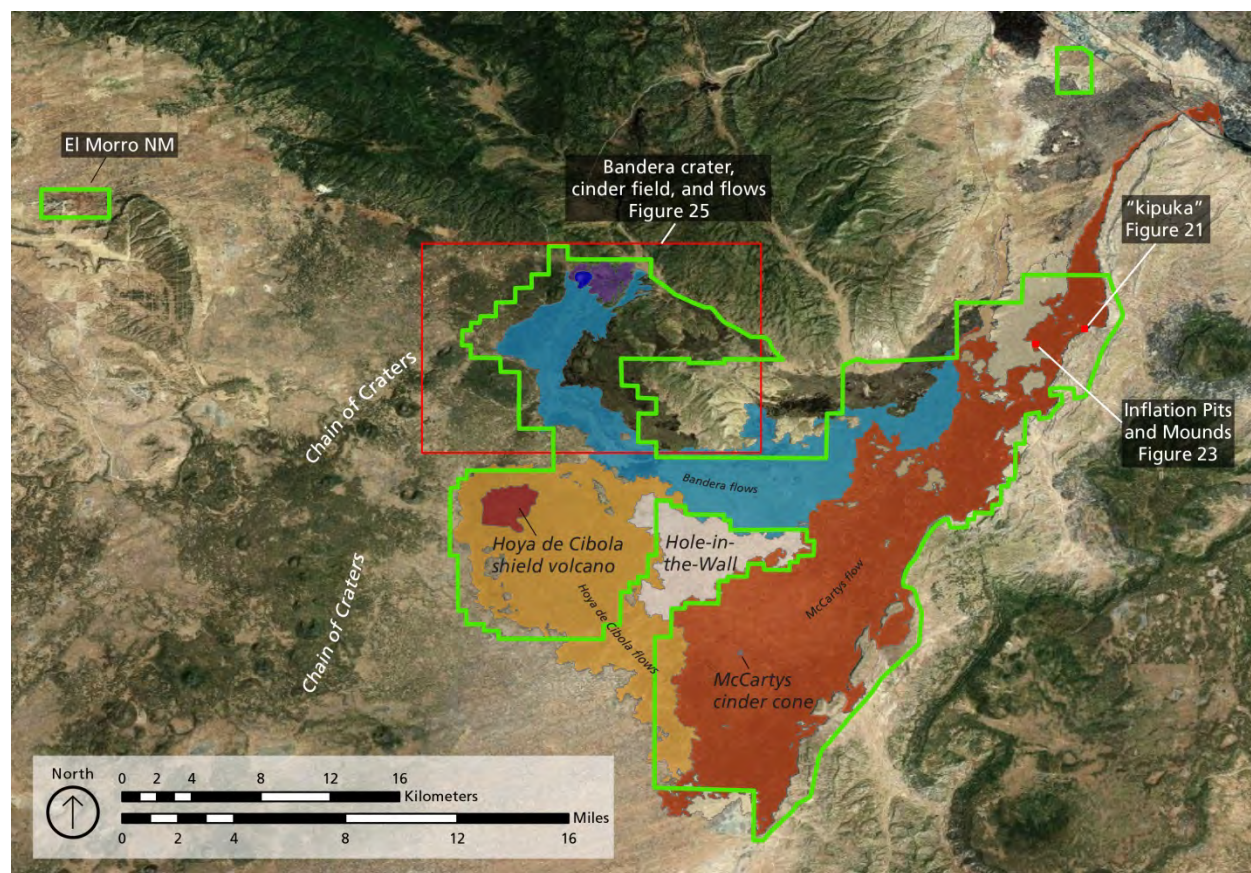 El Morro NM
Bandera crater,
cinder field, and flows
Figure 25
"kipuka"
Figure 21
Inflation Pits
and Mounds
Figure 23
Chain of Craters
Chain of Craters
Bandera flows
Hoya de Cibola
shield volcano
Hole-in-
the-Wall
McCartys flow
Hoya de Cibola flows
McCartys
cinder cone
North
0 2 4 8 12 16
Kilometers
Miles
0 2 4 8 12 16